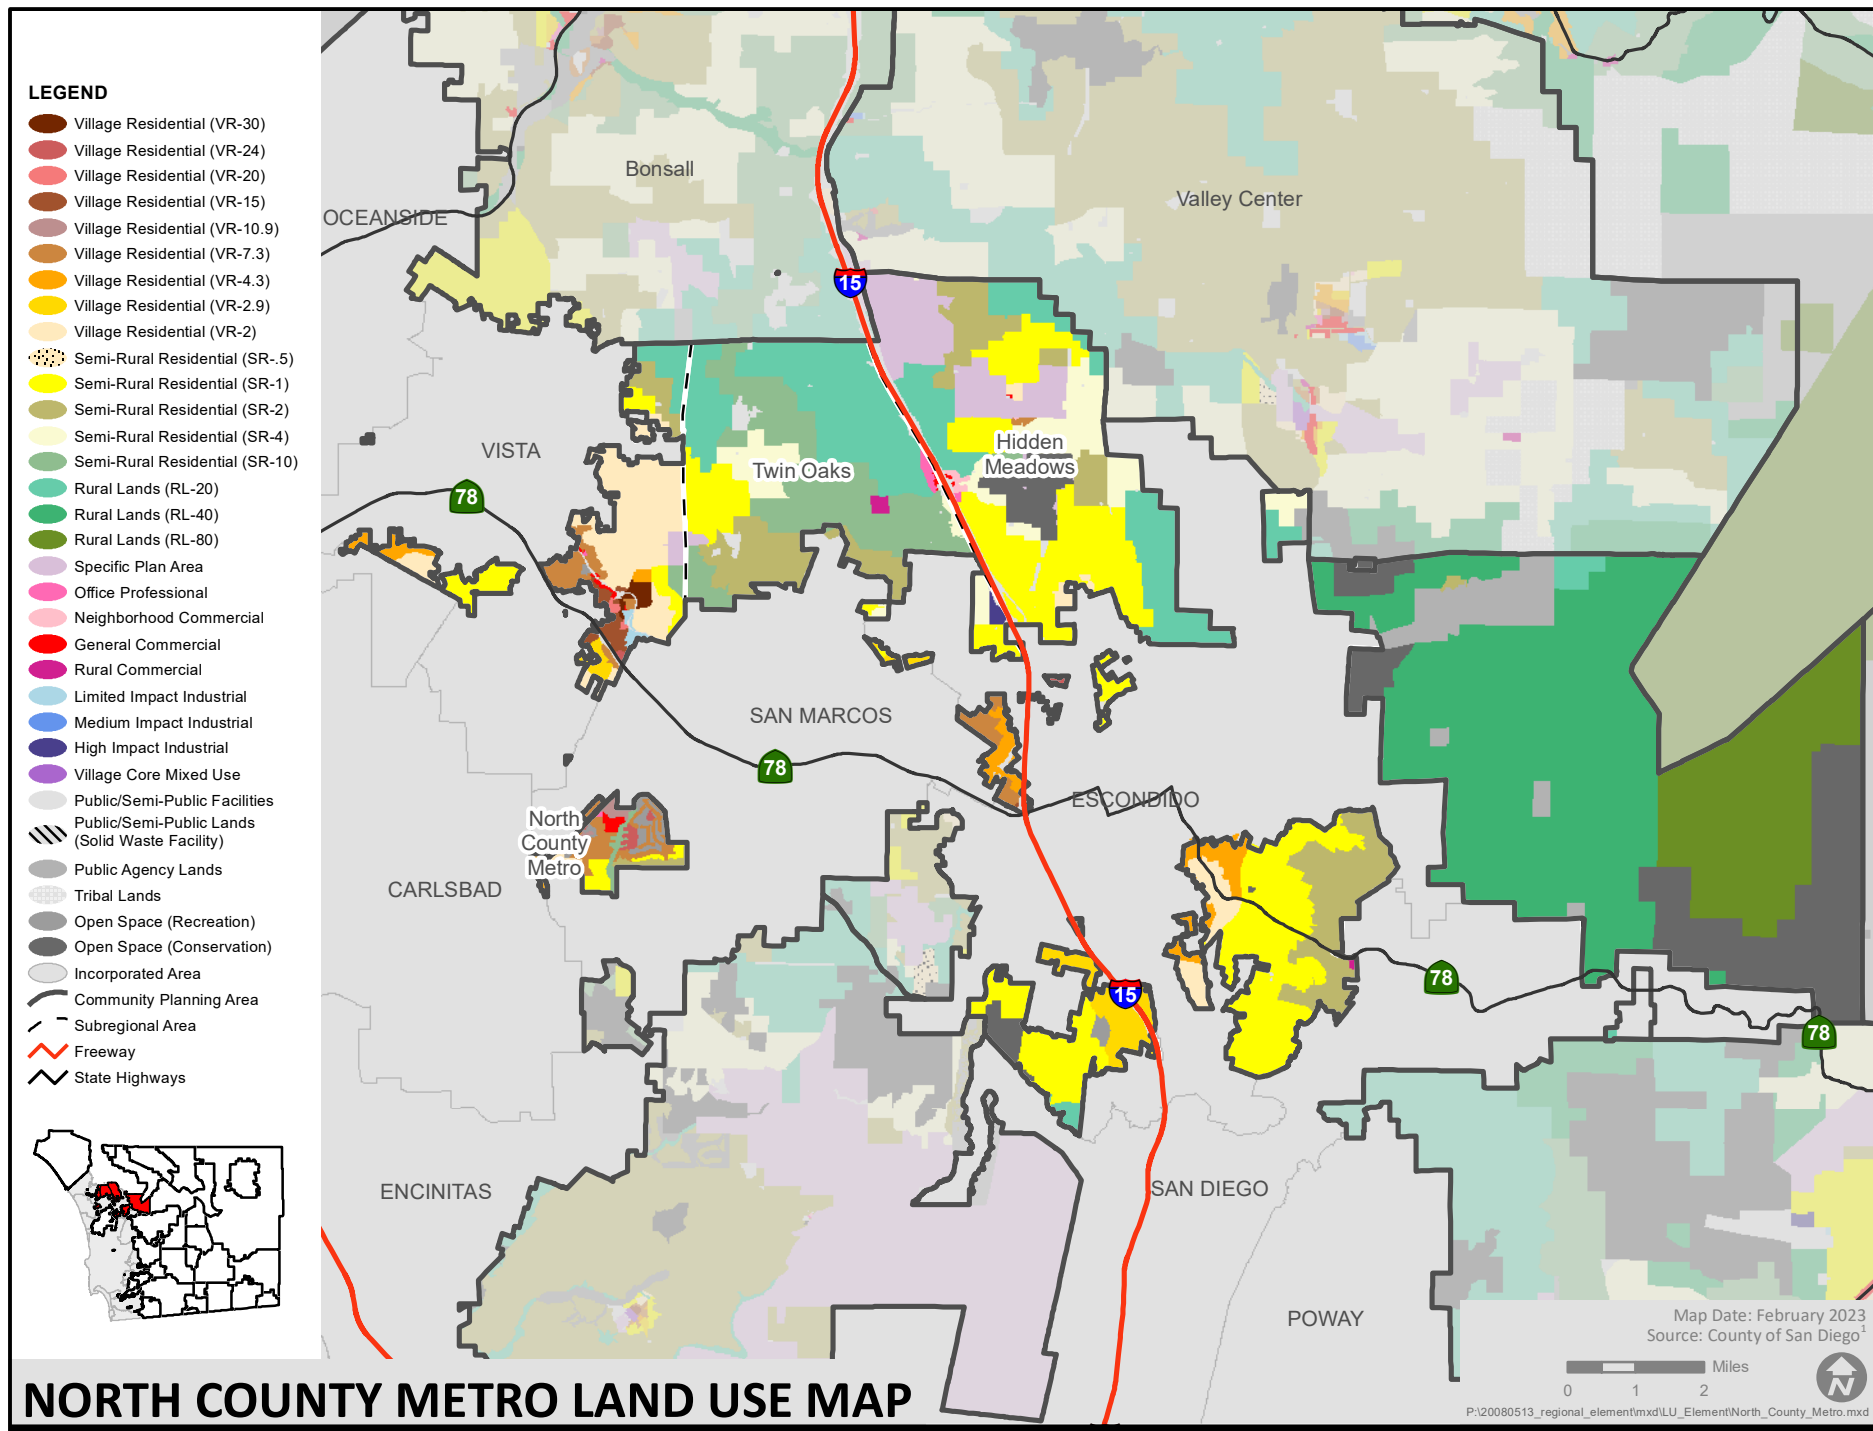 LEGEND
Village Residential (VR-30)
Village Residential (VR-24)
Village Residential (VR-20)
Village Residential (VR-15)
Village Residential (VR-10.9)
Village Residential (VR-7.3)
Village Residential (VR-4.3)
Village Residential (VR-2.9)
Village Residential (VR-2)
Semi-Rural Residential (SR-.5)
Semi-Rural Residential (SR-1)
Semi-Rural Residential (SR-2)
Semi-Rural Residential (SR-4)
Semi-Rural Residential (SR-10)
Rural Lands (RL-20)
Rural Lands (RL-40)
Rural Lands (RL-80)
Specific Plan Area
Office Professional
Neighborhood Commercial
General Commercial
Rural Commercial
Limited Impact Industrial
Medium Impact Industrial
High Impact Industrial
Village Core Mixed Use
Public/Semi-Public Facilities
Public/Semi-Public Lands
(Solid Waste Facility)
Public Agency Lands
Tribal Lands
Open Space (Recreation)
Open Space (Conservation)
Incorporated Area
Community Planning Area
Subregional Area
Freeway
State Highways
Bonsall
Valley Center
OCEANSIDE
15
VISTA
Twin Oaks
Hidden
Meadows
78
SAN MARCOS
78
ESCONDIDO
North
County
Metro
CARLSBAD
78
15
78
ENCINITAS
SAN DIEGO
POWAY
Map Date: February 2023
Source: County of San Diego1
Miles
0 1 2
N
P:\20080513_regional_element\mxd\LU_Element\North_County_Metro.mxd
NORTH COUNTY METRO LAND USE MAP